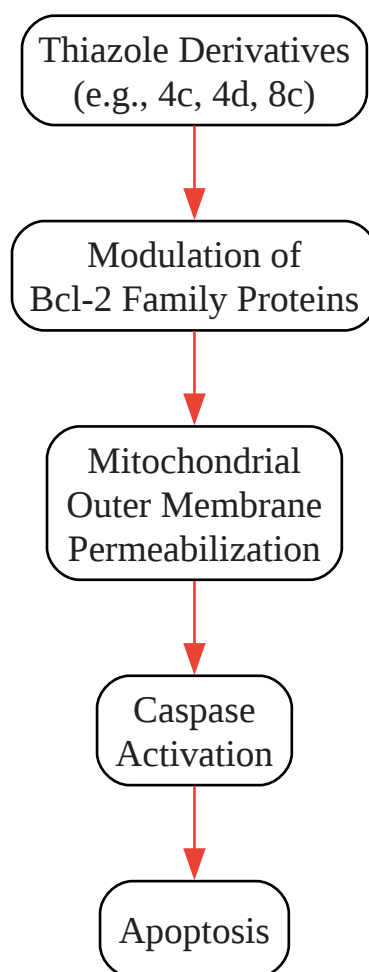 Thiazole Derivatives
(e.g., 4c, 4d, 8c)
Modulation of
Bcl-2 Family Proteins
Mitochondrial
Outer Membrane
Permeabilization
Caspase
Activation
Apoptosis